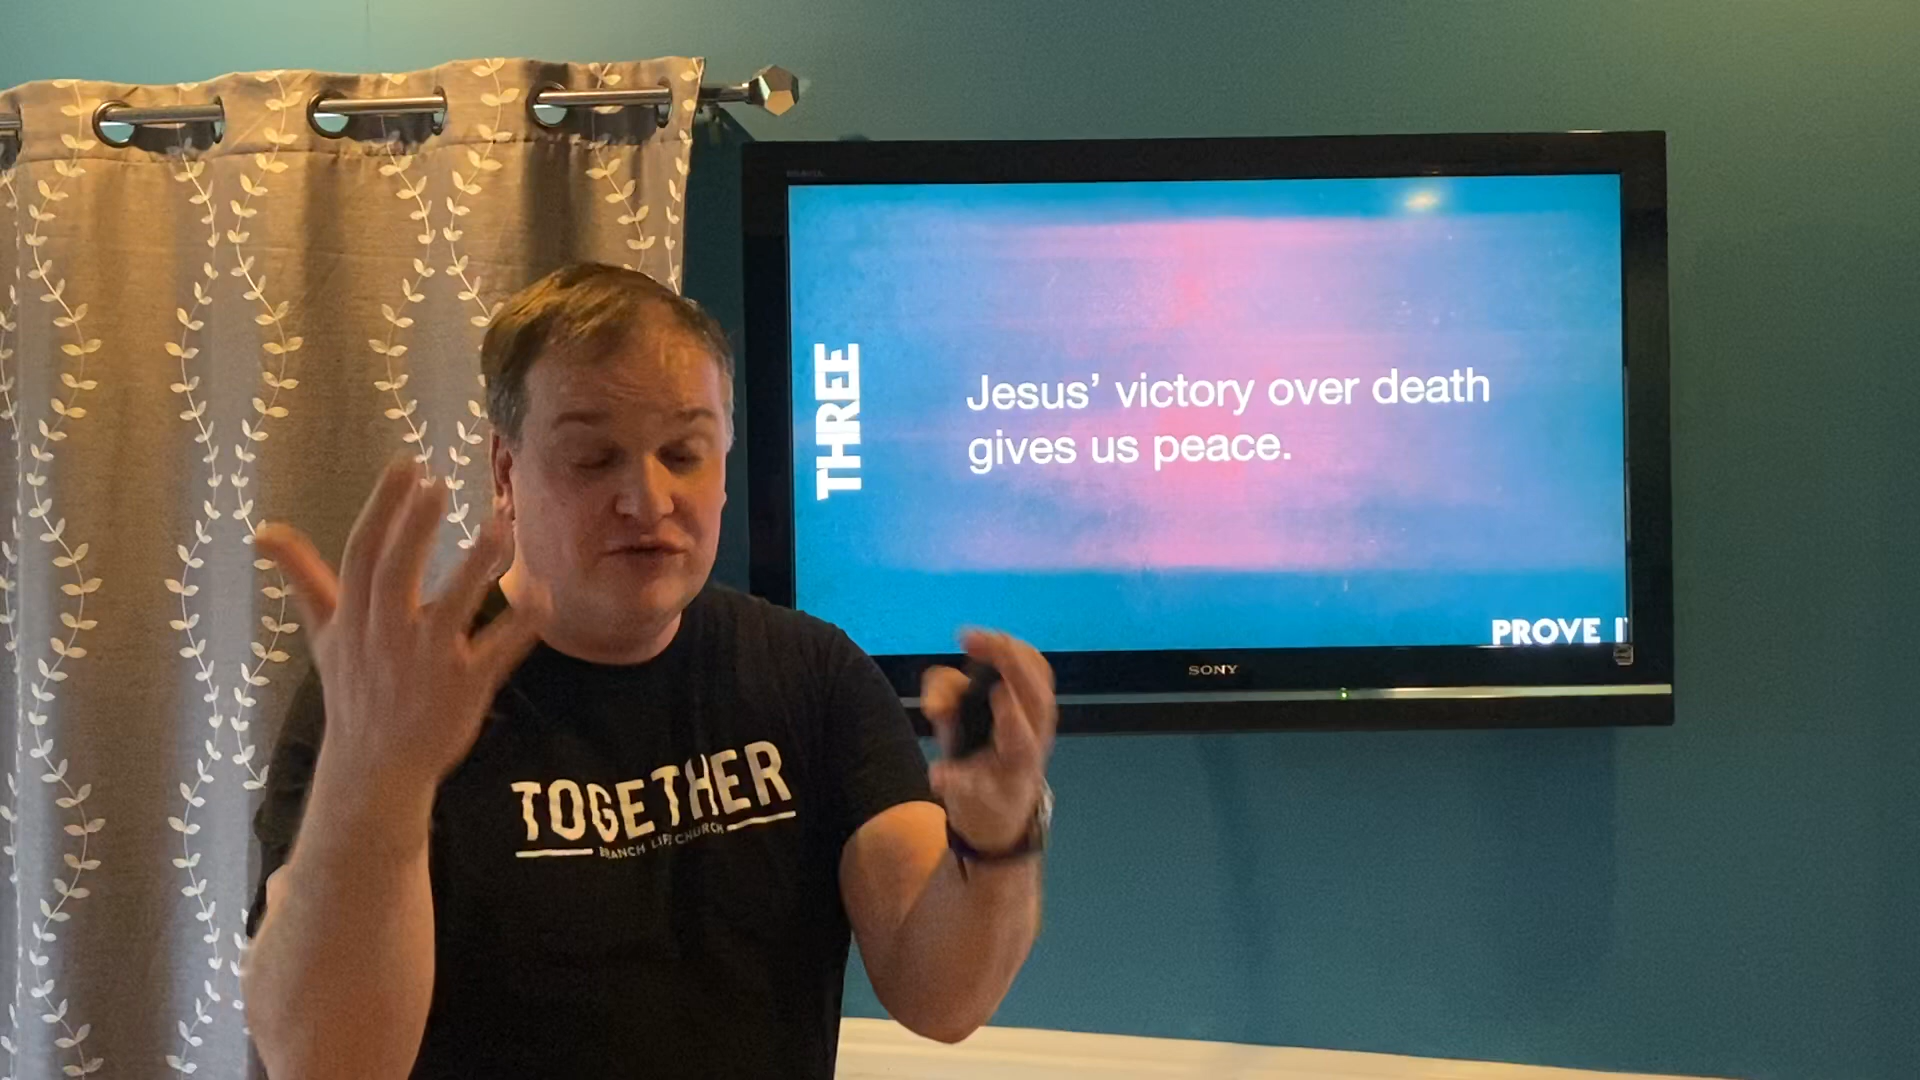 THREE
Jesus’ victory over death
gives us peace.
PROVE
SONY
TOGETHER
BRANCH LIFE CHURCH